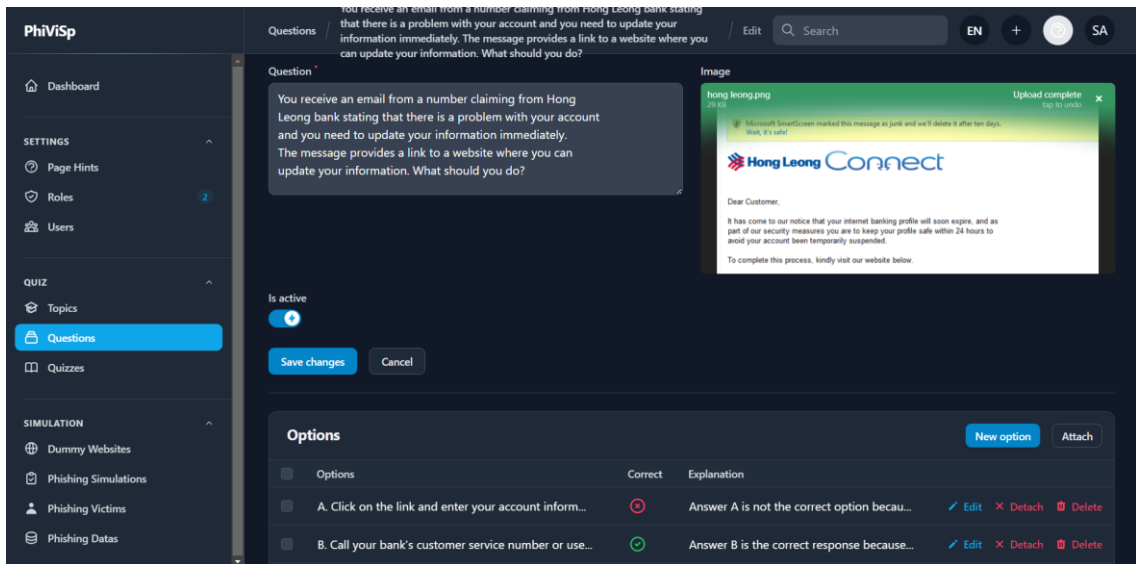 PhiViSp
Questions / You receive an email from a number claiming from Hong Leong bank stating
that there is a problem with your account and you need to update your
information immediately. The message provides a link to a website where you
can update your information. What should you do?
/ Edit
Search
EN
+
SA
Dashboard
SETTINGS
Page Hints
Roles
2
Users
QUIZ
Topics
Questions
Quizzes
SIMULATION
Dummy Websites
Phishing Simulations
Phishing Victims
Phishing Datas
Question *
You receive an email from a number claiming from Hong
Leong bank stating that there is a problem with your account
and you need to update your information immediately.
The message provides a link to a website where you can
update your information. What should you do?
Image
hong leong.png
29 KB
Upload complete
tap to undo
Microsoft SmartScreen marked this message as junk and we'll delete it after ten days.
Wait, it's safe!
Hong Leong Connect
Dear Customer,
It has come to our notice that your internet banking profile will soon expire, and as
part of our security measures you are to keep your profile safe within 24 hours to
avoid your account been temporarily suspended.
To complete this process, kindly visit our website below.
Is active
Save changes
Cancel
Options
New option
Attach
Options Correct Explanation
A. Click on the link and enter your account inform... Answer A is not the correct option becau... Edit Detach Delete
B. Call your bank's customer service number or use... Answer B is the correct response because... Edit Detach Delete